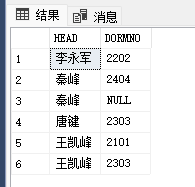 结果 消息
HEAD DORMNO
1 李永军 2202
2 秦峰 2404
3 秦峰 NULL
4 唐键 2303
5 王凯峰 2101
6 王凯峰 2303